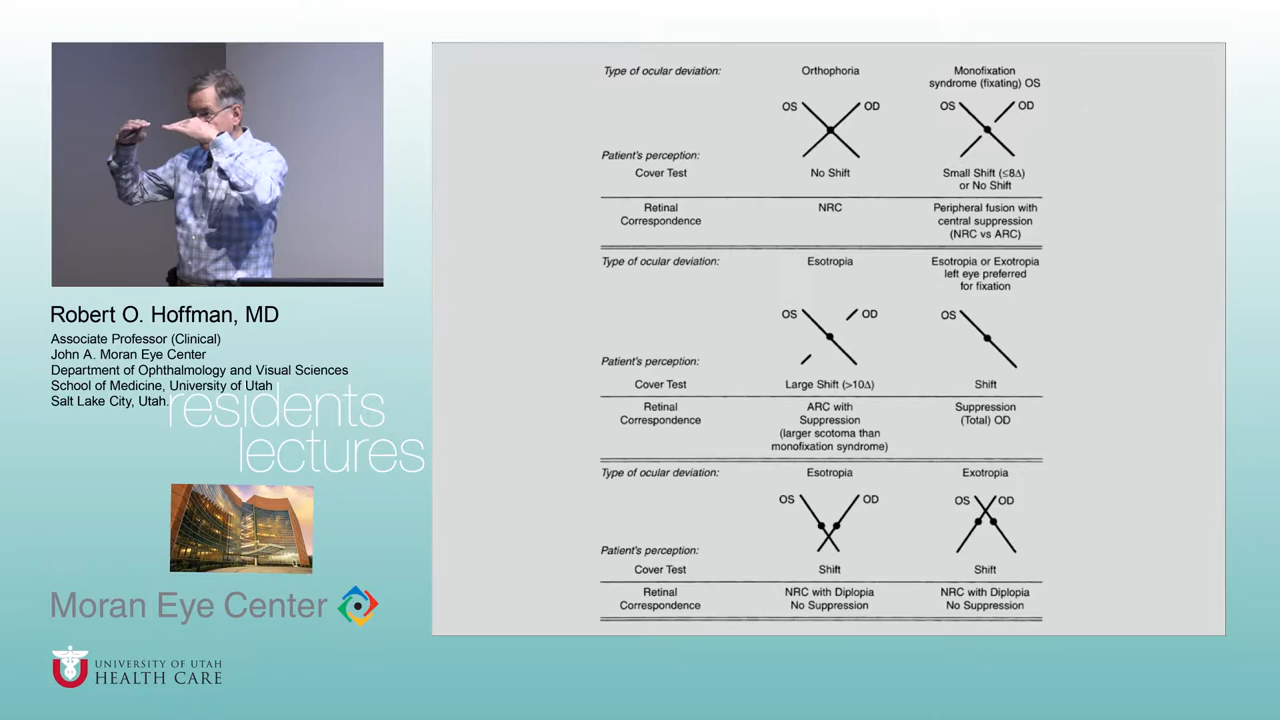 Robert O. Hoffman, MD
Associate Professor (Clinical)
John A. Moran Eye Center
Department of Ophthalmology and Visual Sciences
School of Medicine, University of Utah
Salt Lake City, Utah.
residents
lectures
Moran Eye Center
UNIVERSITY OF UTAH
HEALTH CARE
Type of ocular deviation: Orthophoria Monofixation
syndrome (fixating) OS
OS OD OS OD
Patient's perception:
Cover Test No Shift Small Shift (≤8Δ)
or No Shift
Retinal NRC Peripheral fusion with
Correspondence central suppression
(NRC vs ARC)
Type of ocular deviation: Esotropia Esotropia or Exotropia
left eye preferred
for fixation
OS OD OS
Patient's perception:
Cover Test Large Shift (>10Δ) Shift
Retinal ARC with Suppression
Correspondence Suppression (Total) OD
(larger scotoma than
monofixation syndrome)
Type of ocular deviation: Esotropia Exotropia
OS OD OS OD
Patient's perception:
Cover Test Shift Shift
Retinal NRC with Diplopia NRC with Diplopia
Correspondence No Suppression No Suppression